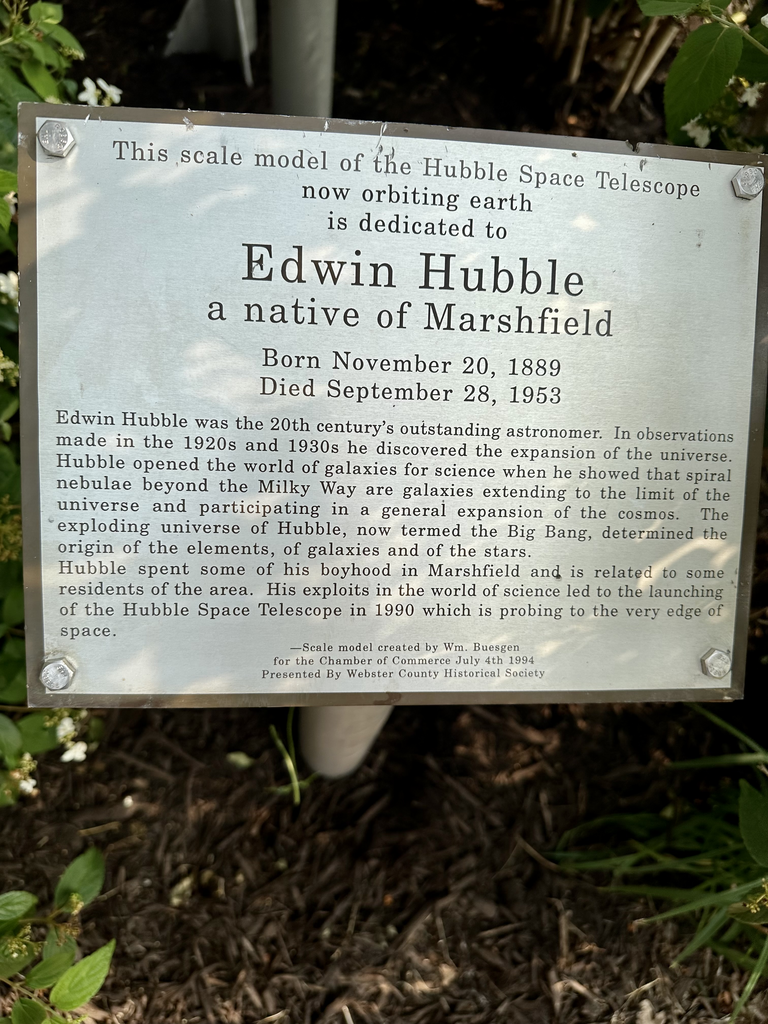 This scale model of the Hubble Space Telescope
now orbiting earth
is dedicated to
Edwin Hubble
a native of Marshfield
Born November 20, 1889
Died September 28, 1953
Edwin Hubble was the 20th century's outstanding astronomer. In observations
made in the 1920s and 1930s he discovered the expansion of the universe.
Hubble opened the world of galaxies for science when he showed that spiral
nebulae beyond the Milky Way are galaxies extending to the limit of the
universe and participating in a general expansion of the cosmos. The
exploding universe of Hubble, now termed the Big Bang, determined the
origin of the elements, of galaxies and of the stars.
Hubble spent some of his boyhood in Marshfield and is related to some
residents of the area. His exploits in the world of science led to the launching
of the Hubble Space Telescope in 1990 which is probing to the very edge of
space.
—Scale model created by Wm. Buesgen
for the Chamber of Commerce July 4th 1994
Presented By Webster County Historical Society